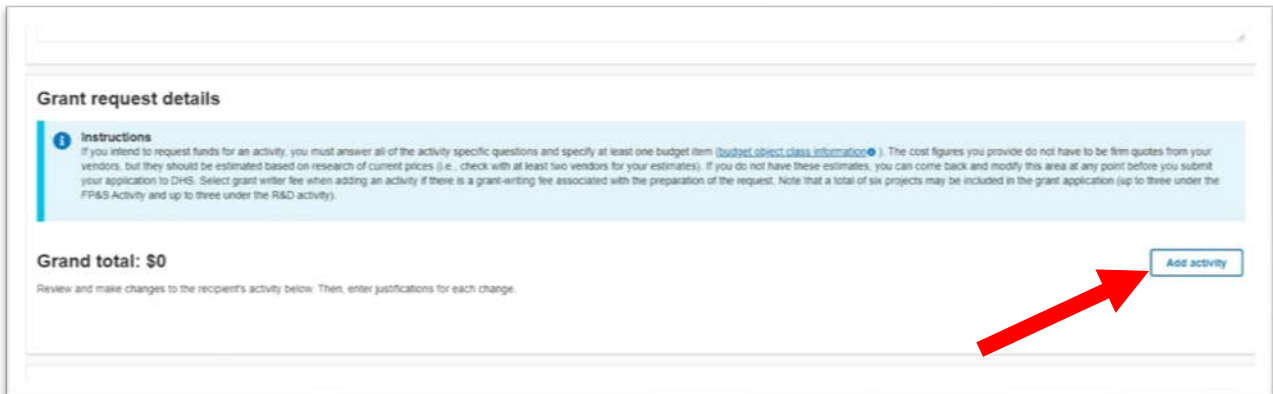 Grant request details
Instructions
If you intend to request funds for an activity, you must answer all of the activity specific questions and specify at least one budget item (budget object class information ). The cost figures you provide do not have to be firm quotes from your
vendors, but they should be estimated based on research of current prices (i.e., check with at least two vendors for your estimates). If you do not have these estimates, you can come back and modify this area at any point before you submit
your application to DHS. Select grant writer fee when adding an activity if there is a grant-writing fee associated with the preparation of the request. Note that a total of six projects may be included in the grant application (up to three under the
FP&S Activity and up to three under the R&D activity).
Grand total: $0
Add activity
Review and make changes to the recipient's activity below. Then, enter justifications for each change.